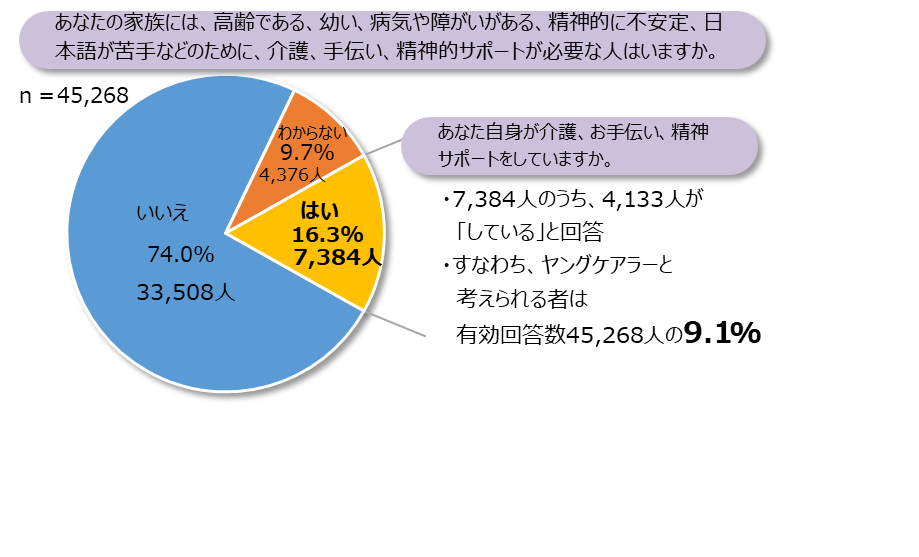 あなたの家族には、高齢である、幼い、病気や障がいがある、精神的に不安定、日
本語が苦手などのために、介護、手伝い、精神的サポートが必要な人はいますか。
n＝45,268
わからない
9.7%
4,376人
はい
16.3%
7,384人
いいえ
74.0%
33,508人
あなた自身が介護、お手伝い、精神
サポートをしていますか。
・7,384人のうち、4,133人が
「している」と回答
・すなわち、ヤングケアラーと
考えられる者は
有効回答数45,268人の9.1%